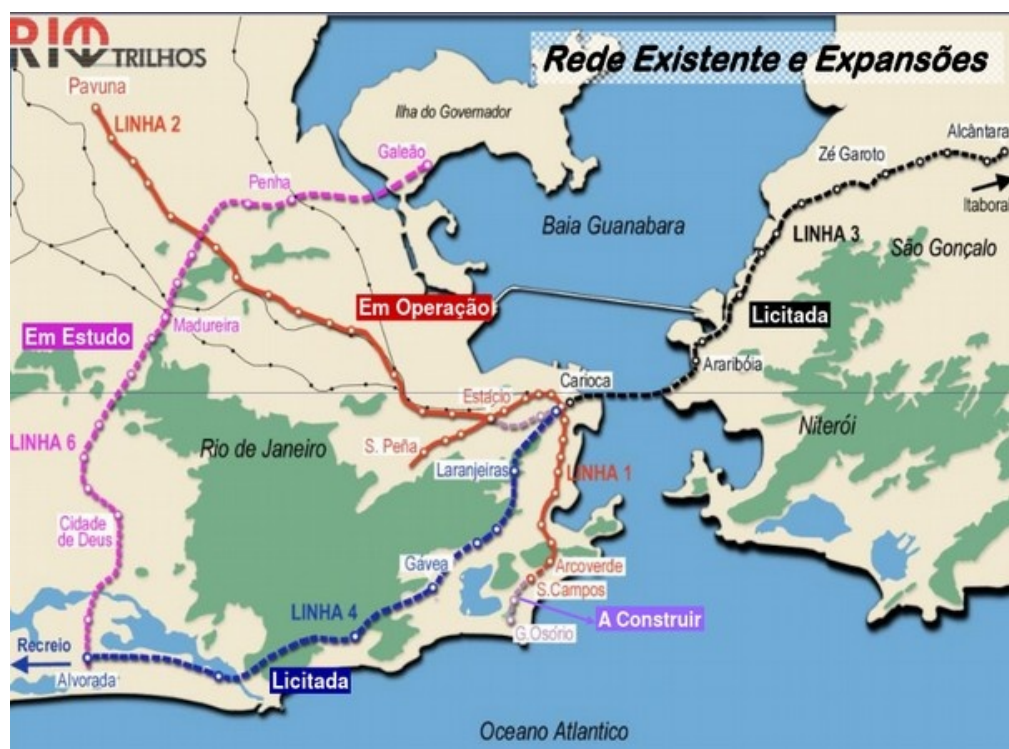 RIO
TRILHOS
Rede Existente e Expansões
Pavuna
LINHA 2
Ilha do Governador
Galeão
Penha
Alcântara
Zé Garoto
Itaboraí
Baia Guanabara
LINHA 3
São Gonçalo
Em Operação
Licitada
Em Estudo
Madureira
Araribóia
Carioca
Estácio
Niterói
LINHA 6
Rio de Janeiro
S. Peña
Laranjeiras
LINHA 1
Cidade
de Deus
Gávea
Arcoverde
S.Campos
LINHA 4
A Construir
G.Osório
Recreio
Alvorada
Licitada
Oceano Atlantico